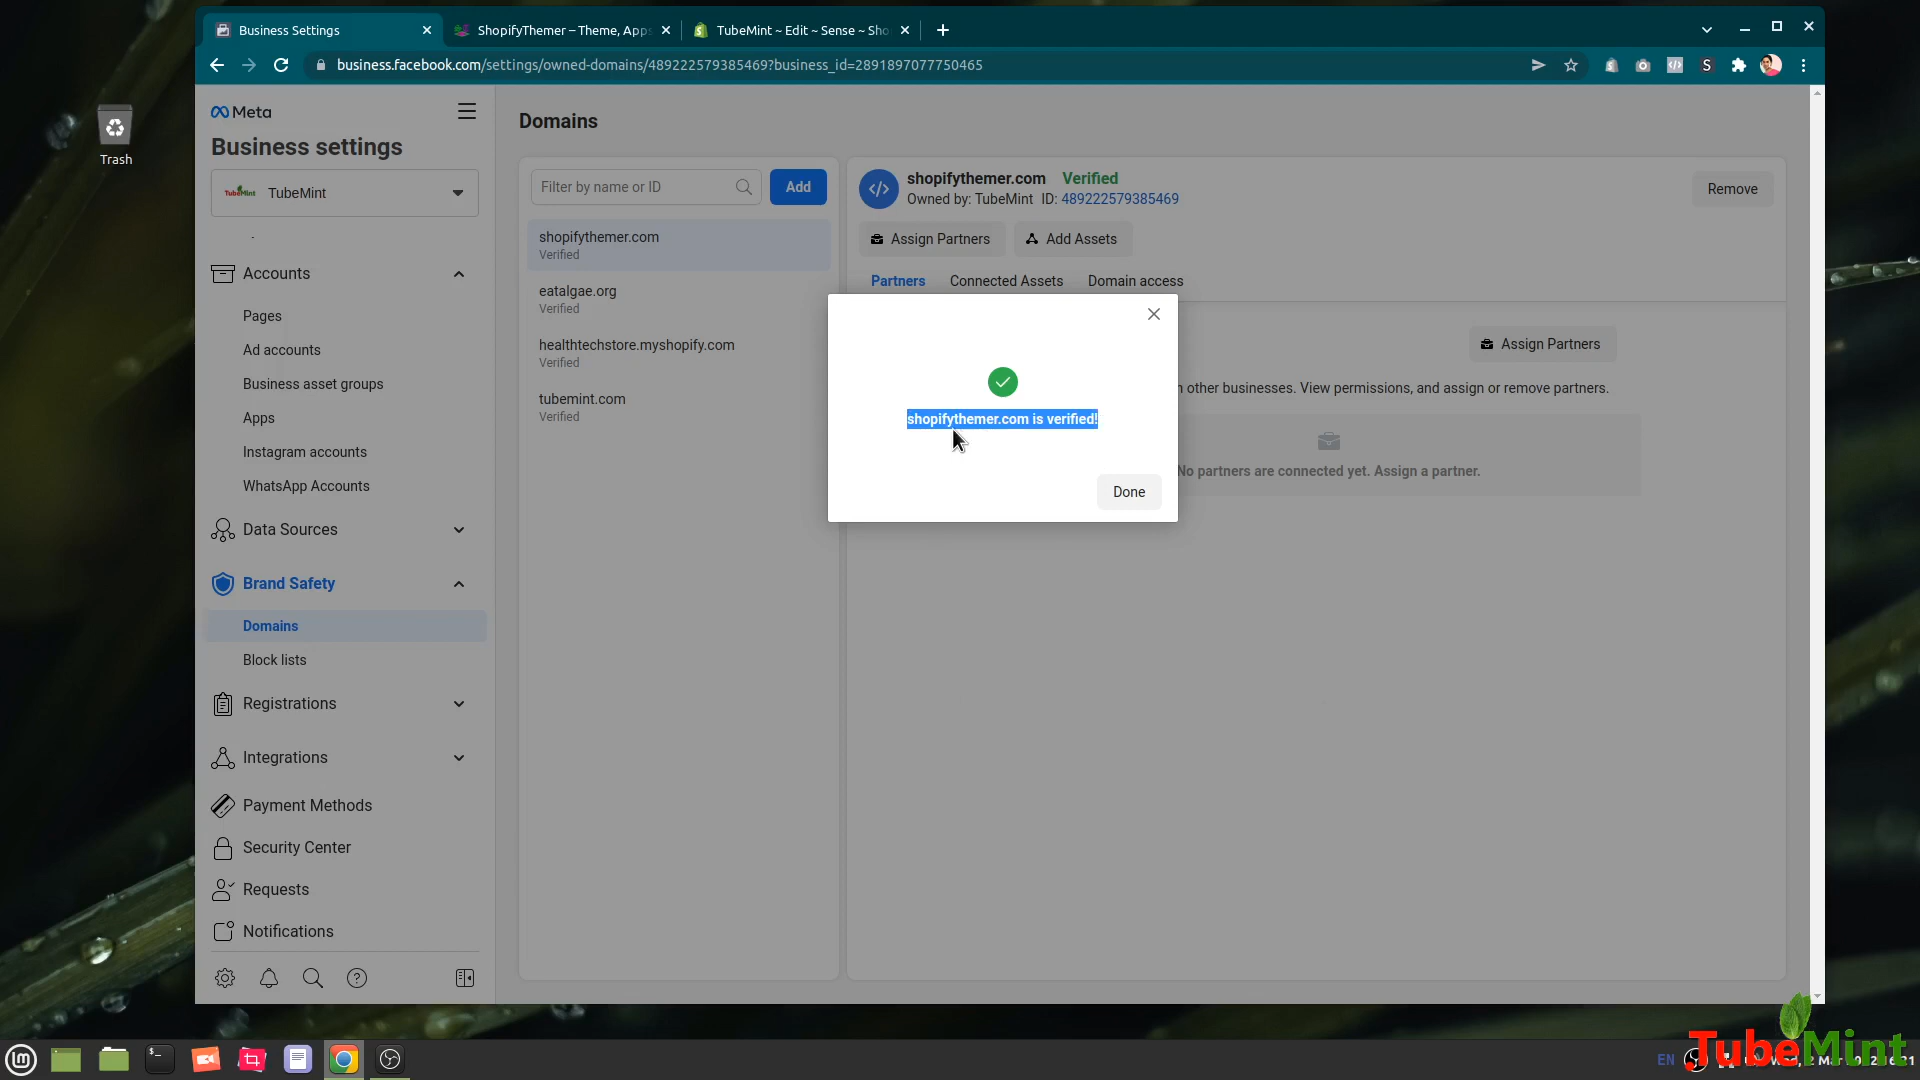 Business Settings
ShopifyThemer – Theme, Apps
TubeMint ~ Edit ~ Sense ~ Sho
business.facebook.com/settings/owned-domains/489222579385469?business_id=2891897077750465
S
Trash
Meta
Business settings
TubeMint
TubeMint
Accounts
Pages
Ad accounts
Business asset groups
Apps
Instagram accounts
WhatsApp Accounts
Data Sources
Brand Safety
Domains
Block lists
Registrations
Integrations
Payment Methods
Security Center
Requests
Notifications
Domains
Filter by name or ID
Add
shopifythemer.com
Verified
eatalgae.org
Verified
healthtechstore.myshopify.com
Verified
tubemint.com
Verified
shopifythemer.com Verified
Owned by: TubeMint ID: 489222579385469
Remove
Assign Partners
Add Assets
Partners
Connected Assets
Domain access
Assign Partners
other businesses. View permissions, and assign or remove partners.
No partners are connected yet. Assign a partner.
shopifythemer.com is verified!
Done
EN
TubeMint